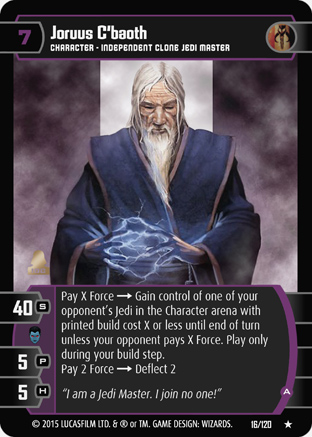 7
Joruus C'baoth
CHARACTER - INDEPENDENT CLONE JEDI MASTER
40 S
5 P
5 H
Pay X Force → Gain control of one of your
opponent's Jedi in the Character arena with
printed build cost X or less until end of turn
unless your opponent pays X Force. Play only
during your build step.
Pay 2 Force → Deflect 2
"I am a Jedi Master. I join no one!"
A
© 2015 LUCASFILM LTD. & ® or TM. GAME DESIGN: WIZARDS.
16/120 ★